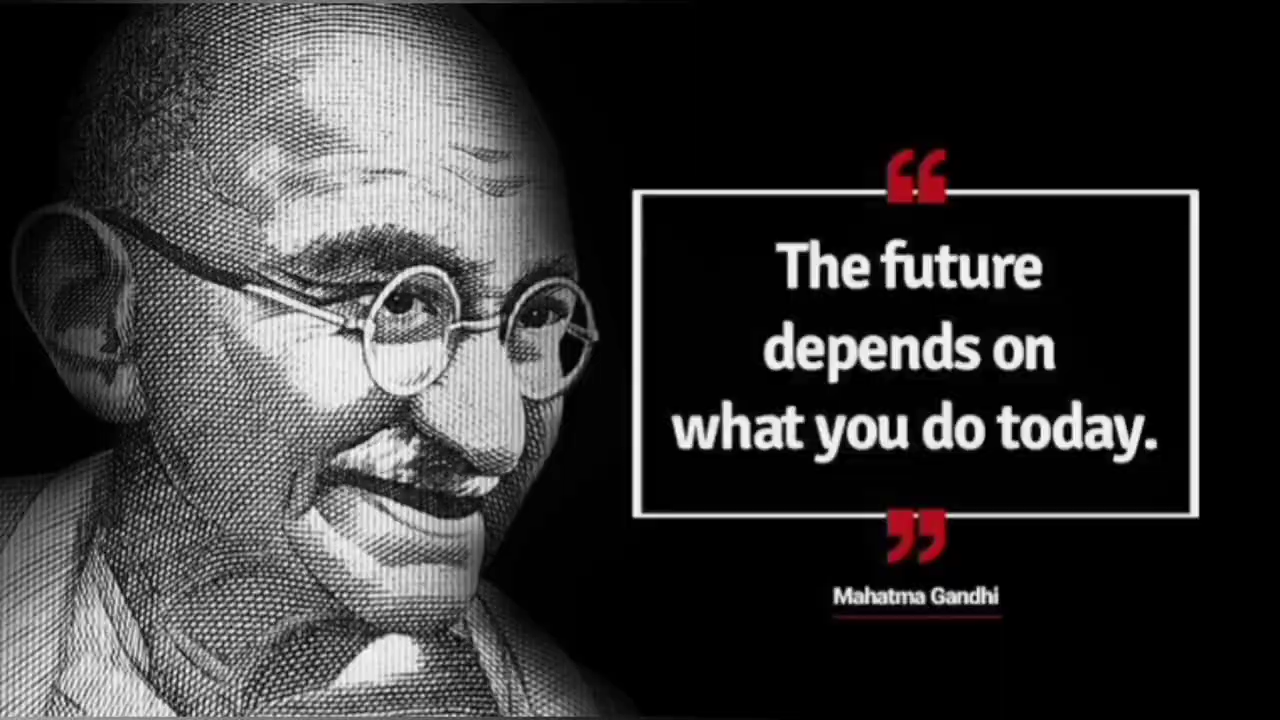 “
The future
depends on
what you do today.
”
Mahatma Gandhi